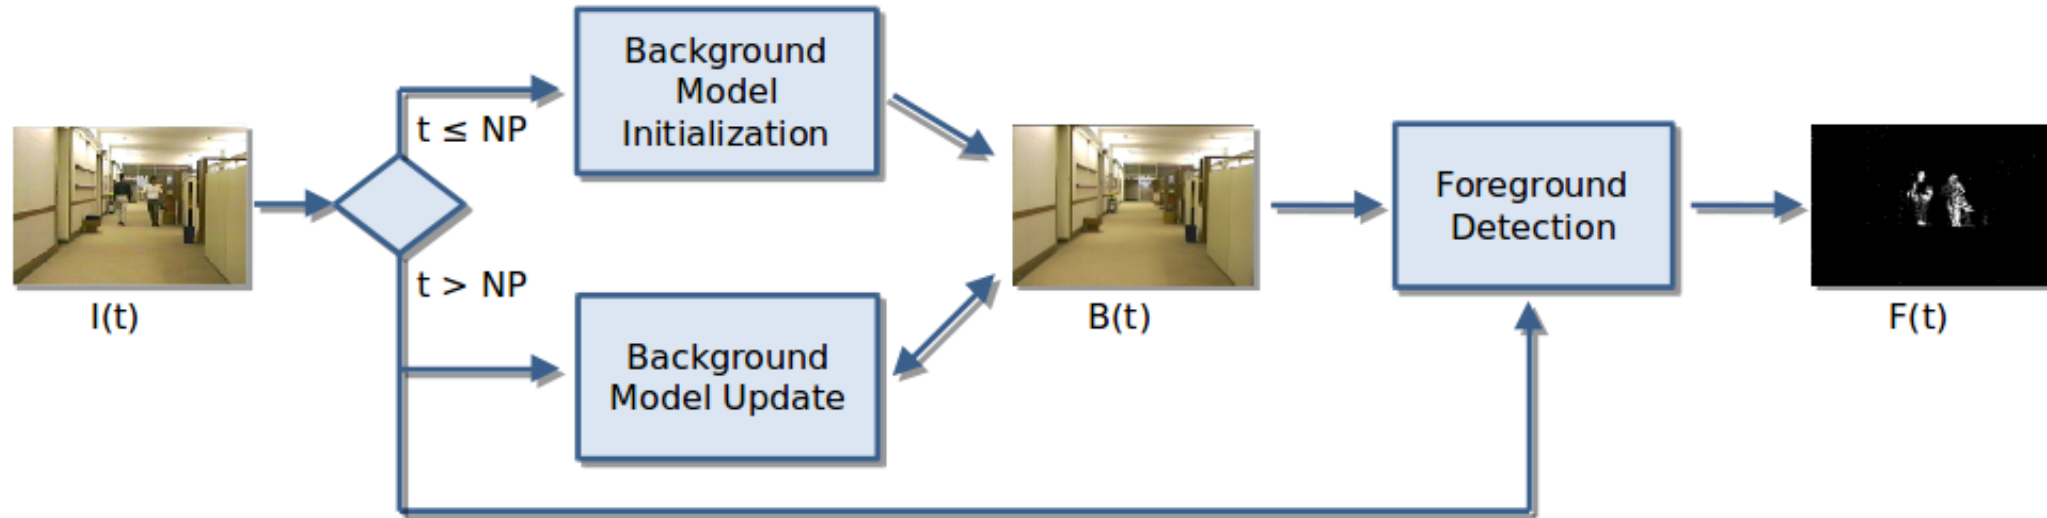 Background
Model
Initialization
t ≤ NP
I(t)
t > NP
Background
Model Update
B(t)
Foreground
Detection
F(t)